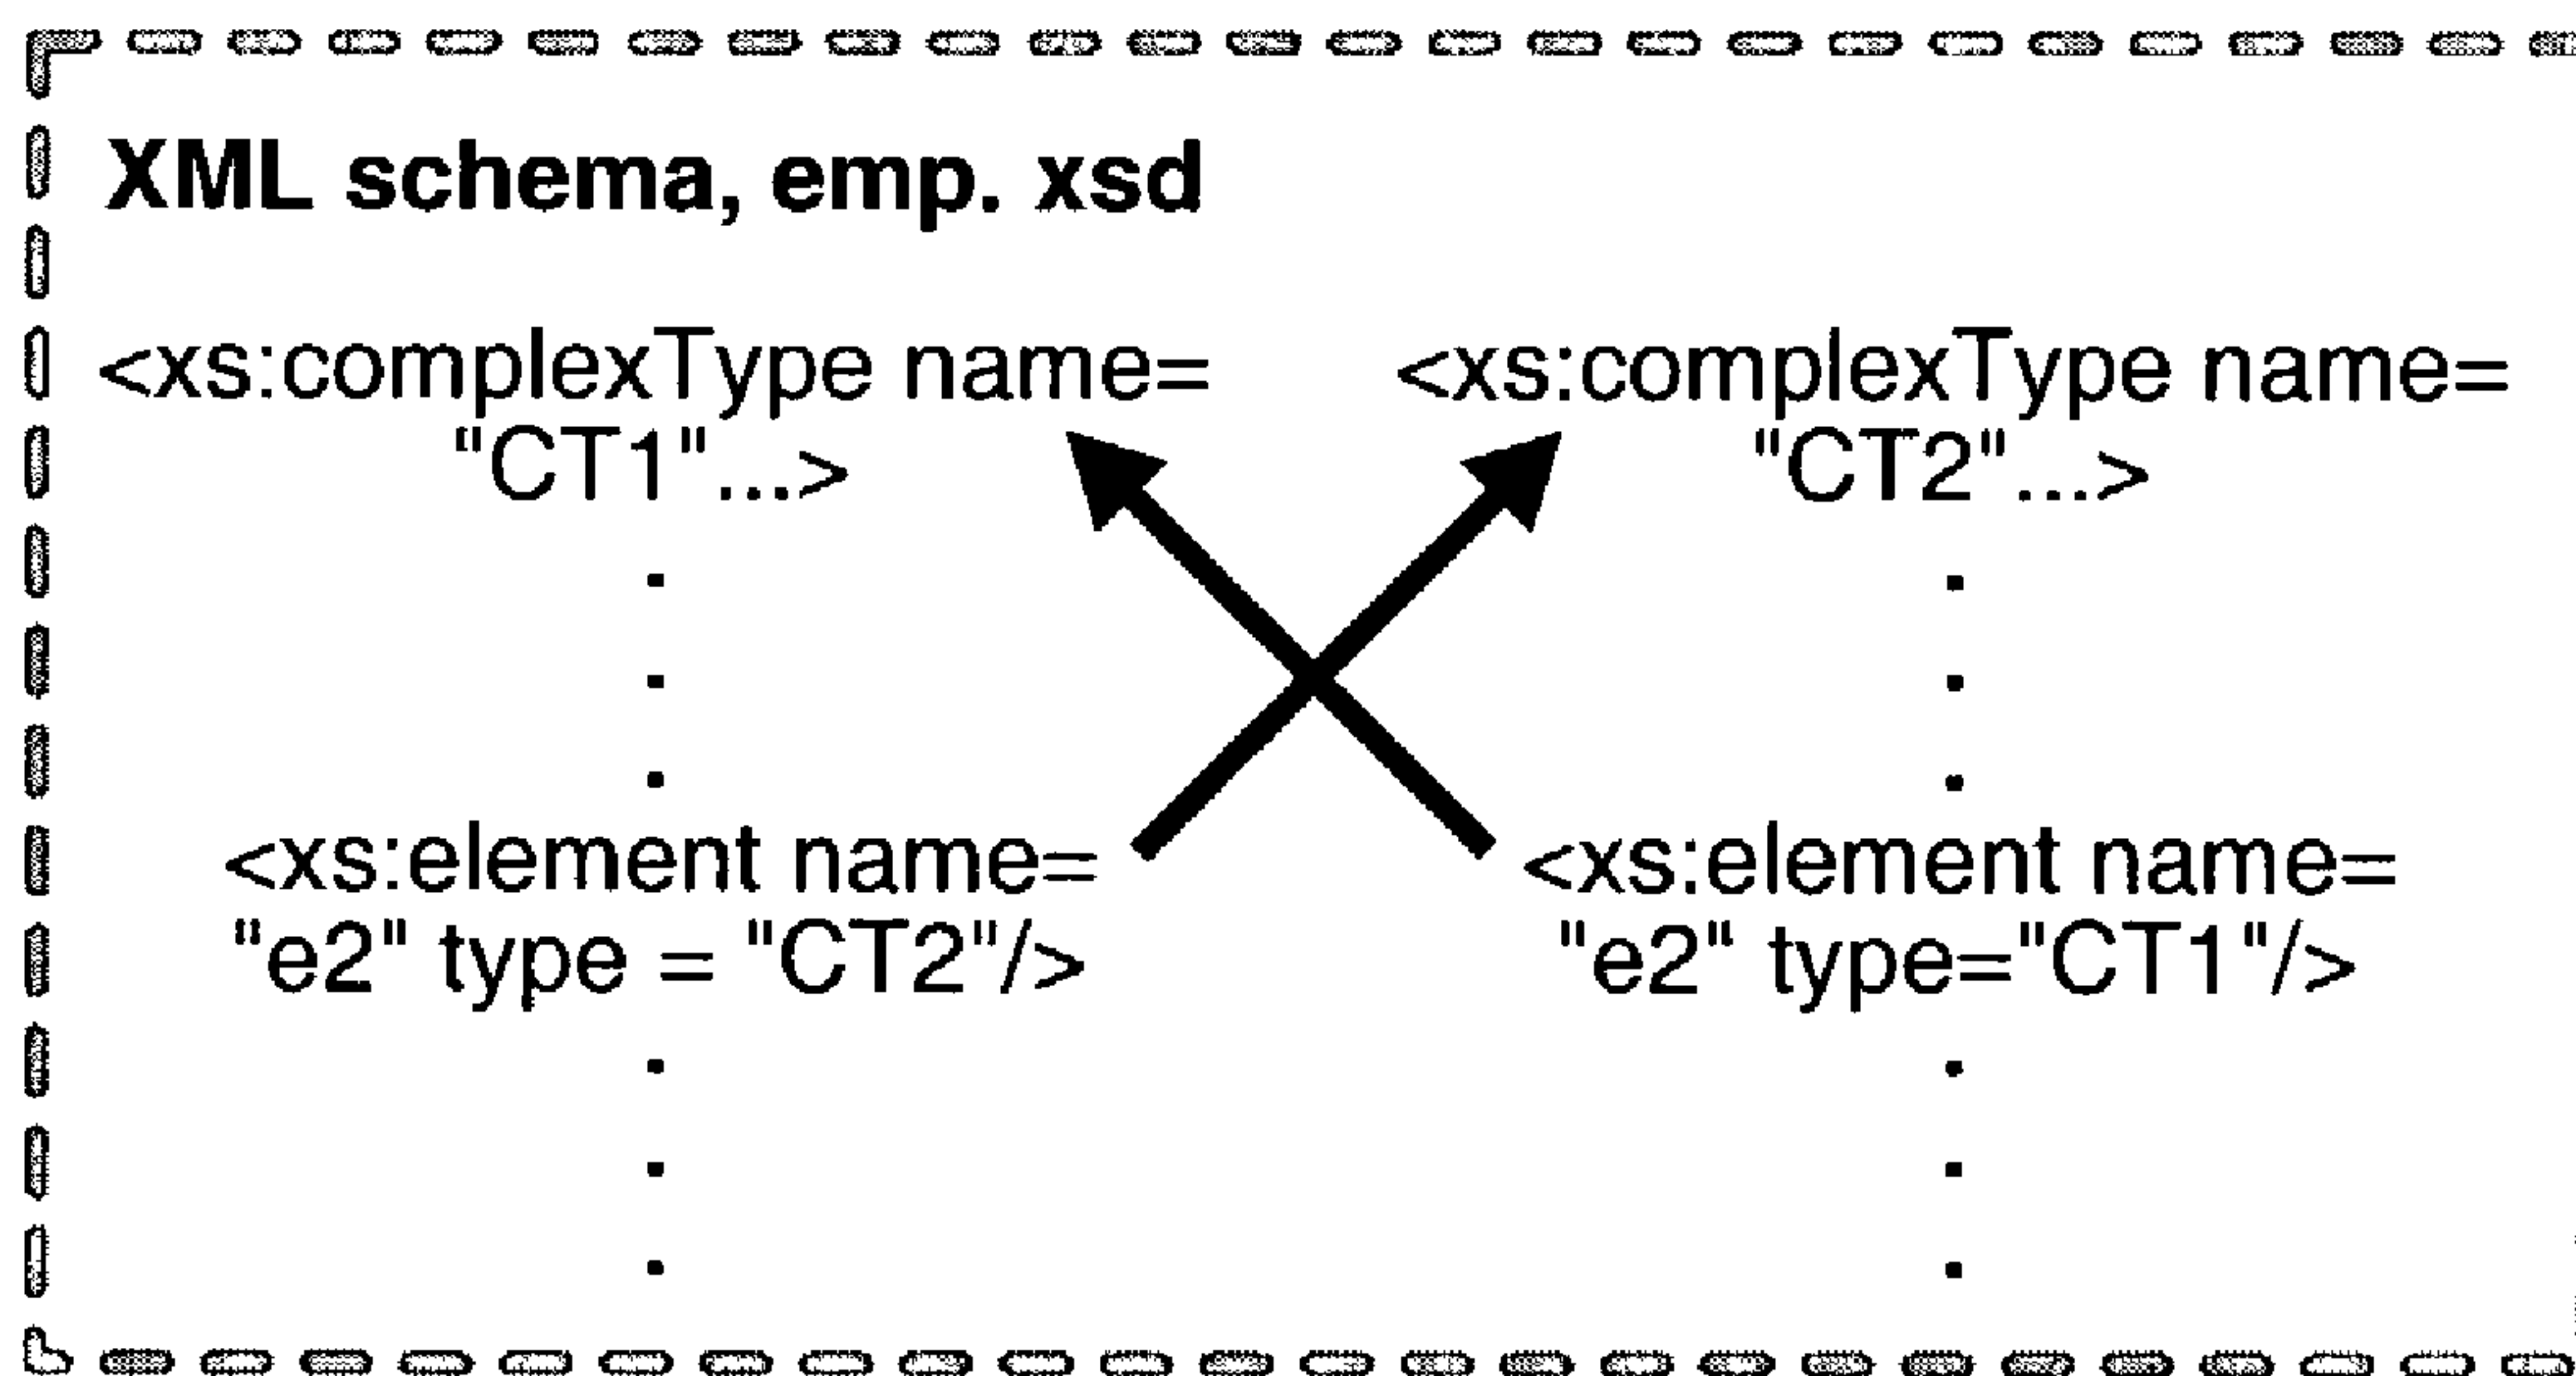 XML schema, emp. xsd
<xs:complexType name=
"CT1"...>
<xs:element name=
"e2" type = "CT2"/>
<xs:complexType name=
"CT2"...>
<xs:element name=
"e2" type="CT1"/>